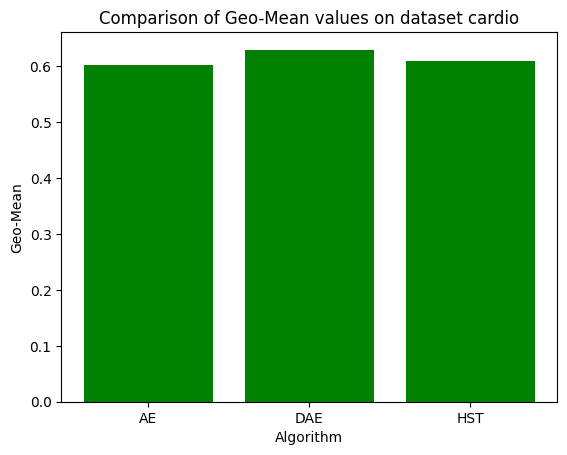 Comparison of Geo-Mean values on dataset cardio
Geo-Mean
0.6
0.5
0.4
0.3
0.2
0.1
0.0
AE DAE HST
Algorithm